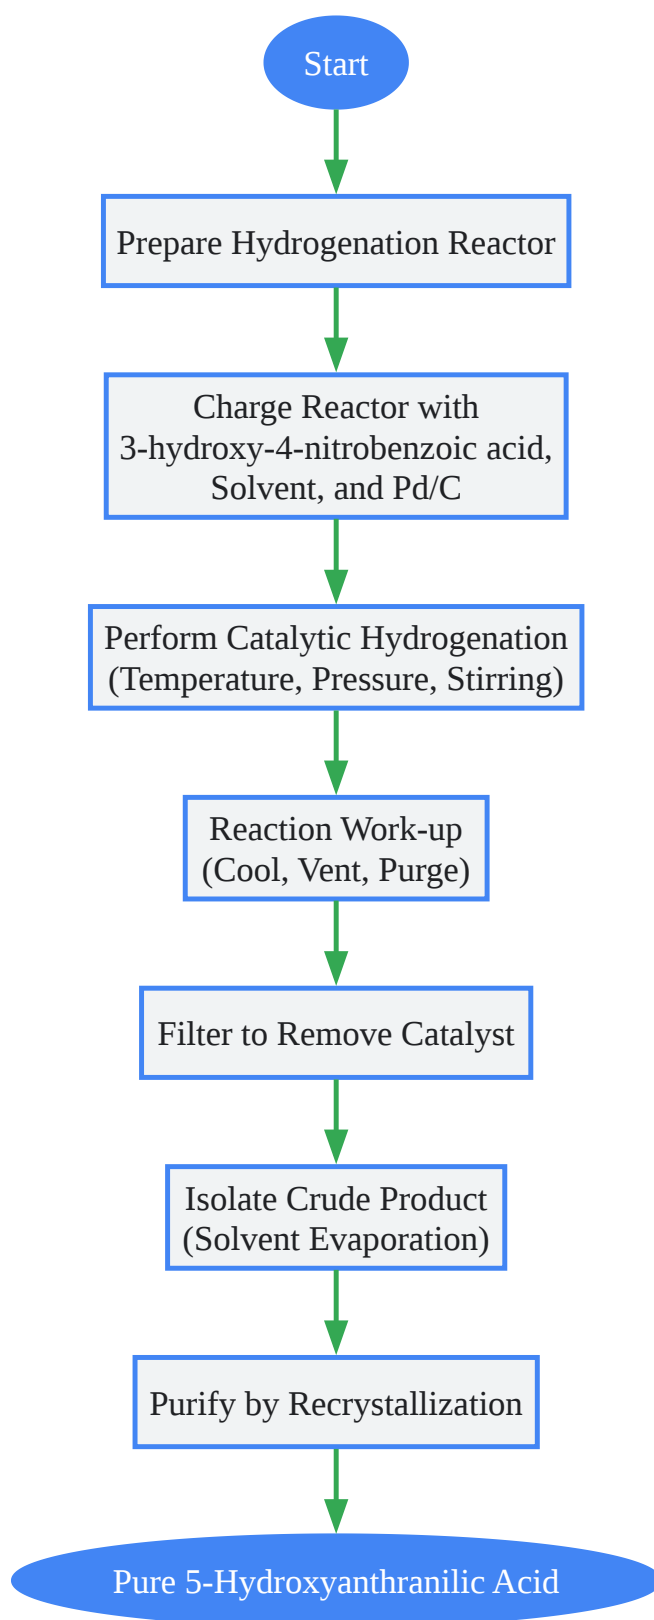 Start
Prepare Hydrogenation Reactor
Charge Reactor with
3-hydroxy-4-nitrobenzoic acid,
Solvent, and Pd/C
Perform Catalytic Hydrogenation
(Temperature, Pressure, Stirring)
Reaction Work-up
(Cool, Vent, Purge)
Filter to Remove Catalyst
Isolate Crude Product
(Solvent Evaporation)
Purify by Recrystallization
Pure 5-Hydroxyanthranilic Acid